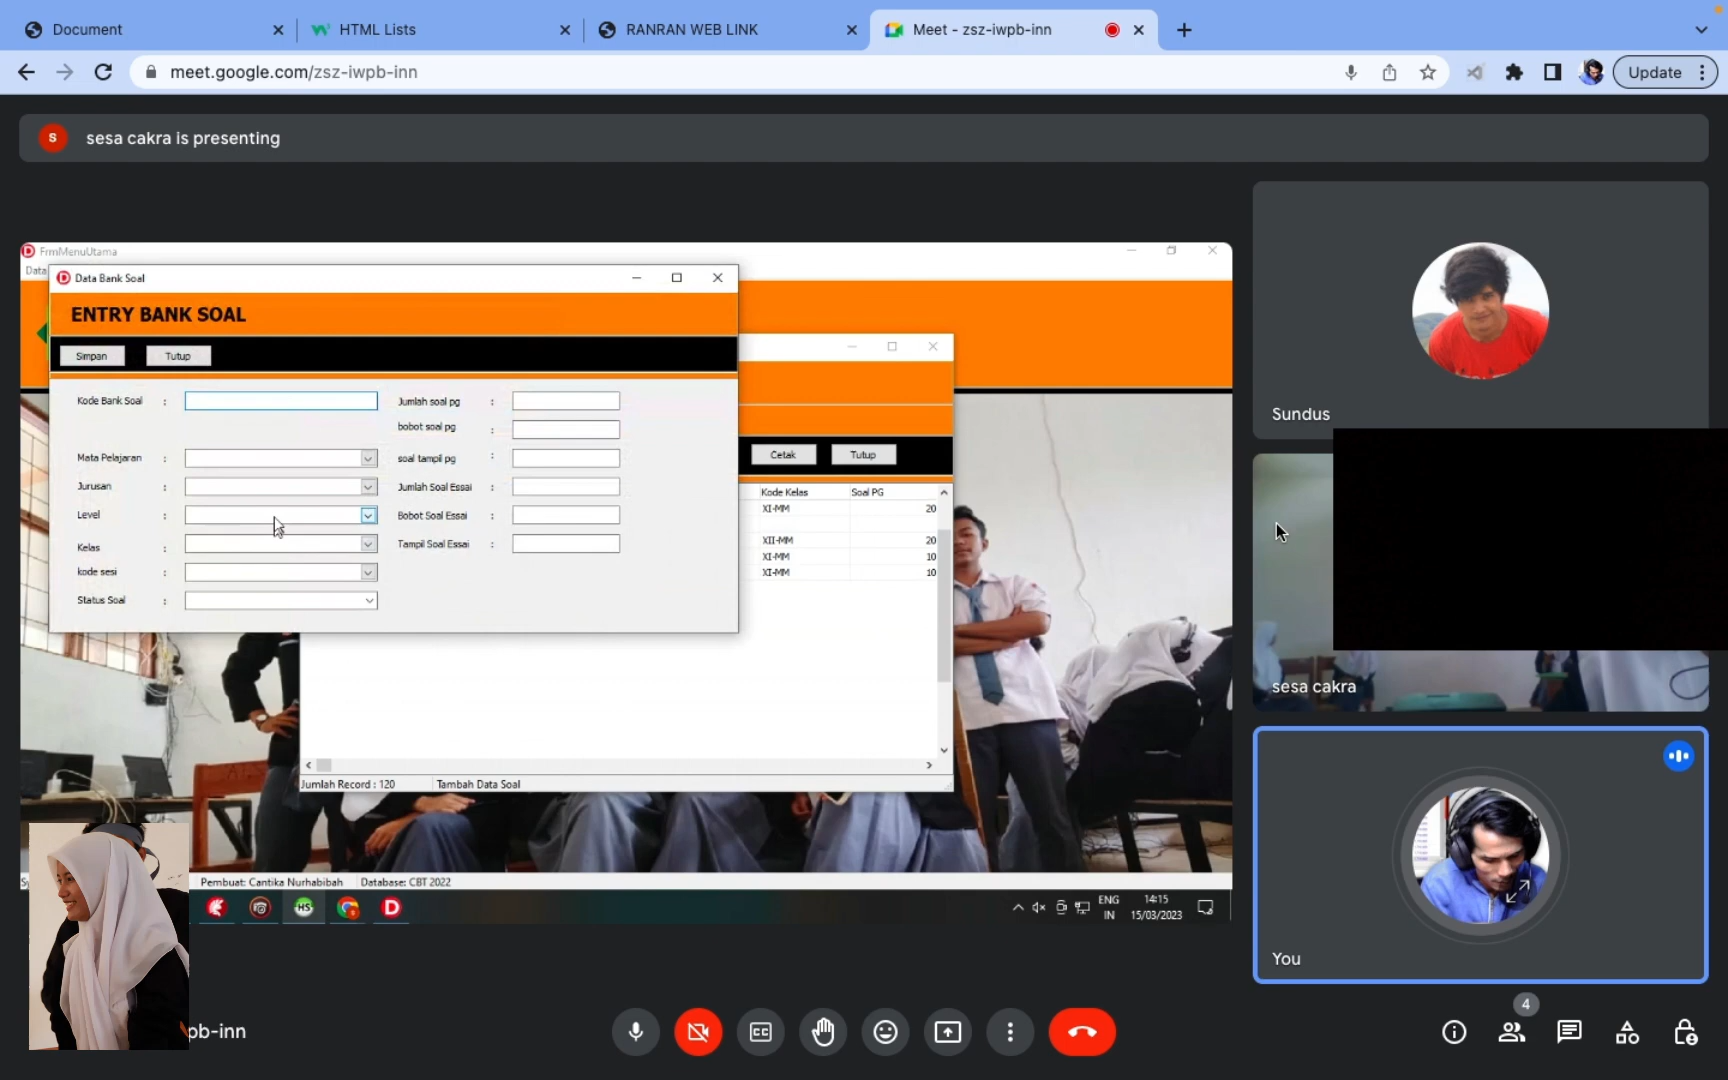 Document
HTML Lists
RANRAN WEB LINK
Meet - zsz-iwpb-inn
meet.google.com/zsz-iwpb-inn
Update
S
sesa cakra is presenting
FrmMenuUtama
Data
Data Bank Soal
ENTRY BANK SOAL
Simpan
Tutup
Kode Bank Soal :
Jumlah soal pg :
bobot soal pg :
Mata Pelajaran :
soal tampil pg :
Jurusan :
Jumlah Soal Essai :
Level :
Bobot Soal Essai :
Kelas :
Tampil Soal Essai :
kode sesi :
Status Soal :
Cetak
Tutup
Kode Kelas
Soal PG
XI-MM 20
XII-MM 20
XI-MM 10
XI-MM 10
Jumlah Record : 120
Tambah Data Soal
Pembuat: Cantika Nurhabibah
Database: CBT 2022
HS
ENG
IN
14:15
15/03/2023
Sundus
sesa cakra
You
pb-inn
4